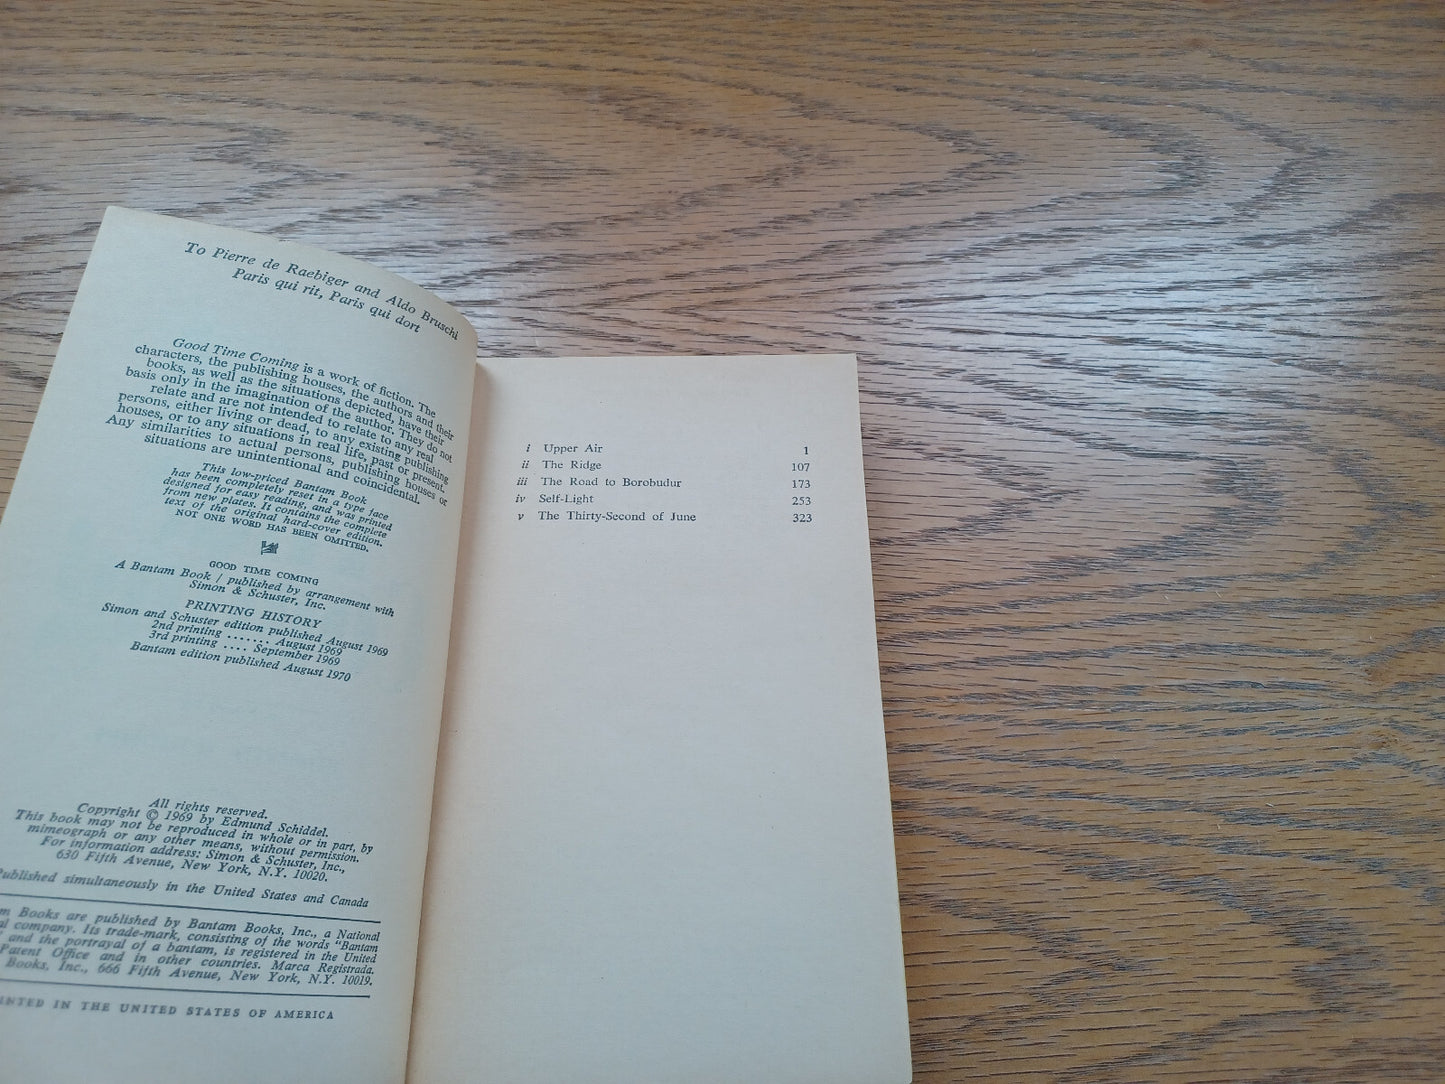 To Pierre de Raebiger and Aldo Bruschi
Paris qui rit, Paris qui dort
Good Time Coming is a work of fiction. The
characters, the publishing houses, the authors and their
books, as well as the situations depicted, have their
basis only in the imagination of the author. They do not
relate and are not intended to relate to any real
persons, either living or dead, to any existing publishing
houses, or to any situations in real life, past or present.
Any similarities to actual persons, publishing houses or
situations are unintentional and coincidental.
This low-priced Bantam Book
has been completely reset in a type face
designed for easy reading, and was printed
from new plates. It contains the complete
text of the original hard-cover edition.
NOT ONE WORD HAS BEEN OMITTED.
GOOD TIME COMING
A Bantam Book / published by arrangement with
Simon & Schuster, Inc.
PRINTING HISTORY
Simon and Schuster edition published August 1969
2nd printing ....... August 1969
3rd printing .... September 1969
Bantam edition published August 1970
All rights reserved.
Copyright © 1969 by Edmund Schiddel.
This book may not be reproduced in whole or in part, by
mimeograph or any other means, without permission.
For information address: Simon & Schuster, Inc.,
630 Fifth Avenue, New York, N.Y. 10020.
Published simultaneously in the United States and Canada
Books are published by Bantam Books, Inc., a National
company. Its trade-mark, consisting of the words "Bantam
and the portrayal of a bantam, is registered in the United
Patent Office and in other countries. Marca Registrada.
Books, Inc., 666 Fifth Avenue, New York, N.Y. 10019.
IN THE UNITED STATES OF AMERICA
i Upper Air 1
ii The Ridge 107
iii The Road to Borobudur 173
iv Self-Light 253
v The Thirty-Second of June 323